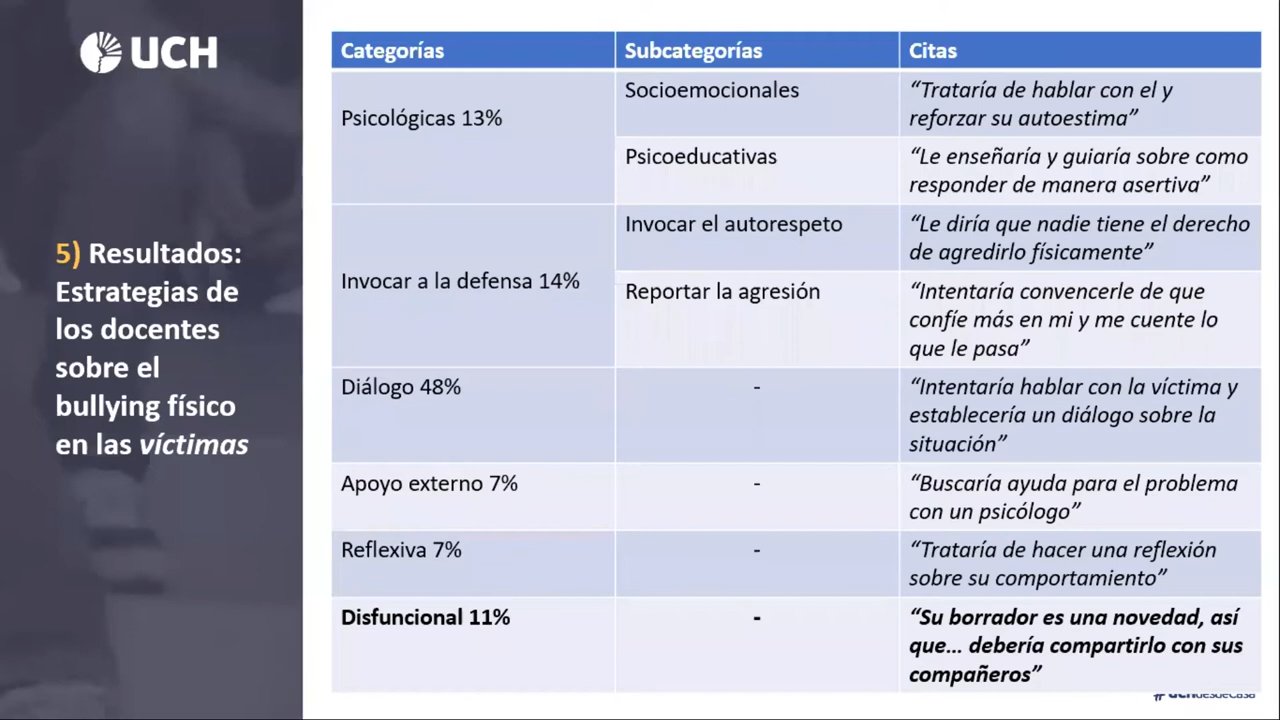 UCH
5) Resultados:
Estrategias de
los docentes
sobre el
bullying físico
en las víctimas
Categorías Subcategorías Citas
Psicológicas 13%
Socioemocionales
“Trataría de hablar con el y
reforzar su autoestima”
Psicoeducativas
“Le enseñaría y guiaría sobre como
responder de manera asertiva”
Invocar a la defensa 14%
Invocar el autorespeto
“Le diría que nadie tiene el derecho
de agredirlo físicamente”
Reportar la agresión
“Intentaría convencerle de que
confíe más en mi y me cuente lo
que le pasa”
Diálogo 48%
-
“Intentaría hablar con la víctima y
establecería un diálogo sobre la
situación”
Apoyo externo 7%
-
“Buscaría ayuda para el problema
con un psicólogo”
Reflexiva 7%
-
“Trataría de hacer una reflexión
sobre su comportamiento”
Disfuncional 11%
-
“Su borrador es una novedad, así
que... debería compartirlo con sus
compañeros”
#uchdesdecasa